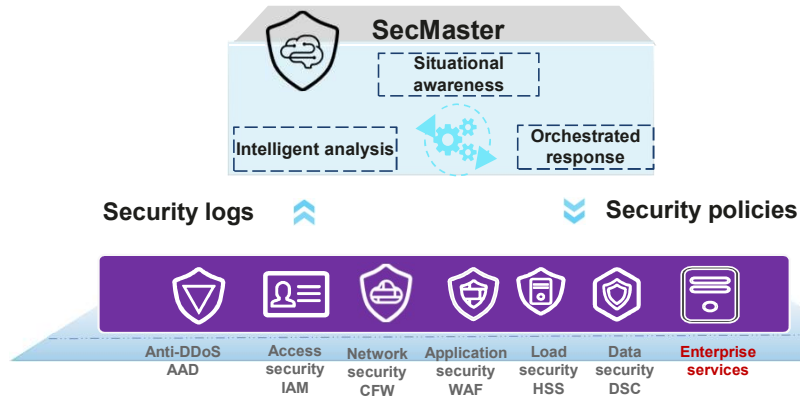 SecMaster
Situational
awareness
Intelligent analysis
Orchestrated
response
Security logs
Security policies
Anti-DDoS
AAD
Access
security
IAM
Network
security
CFW
Application
security
WAF
Load
security
HSS
Data
security
DSC
Enterprise
services